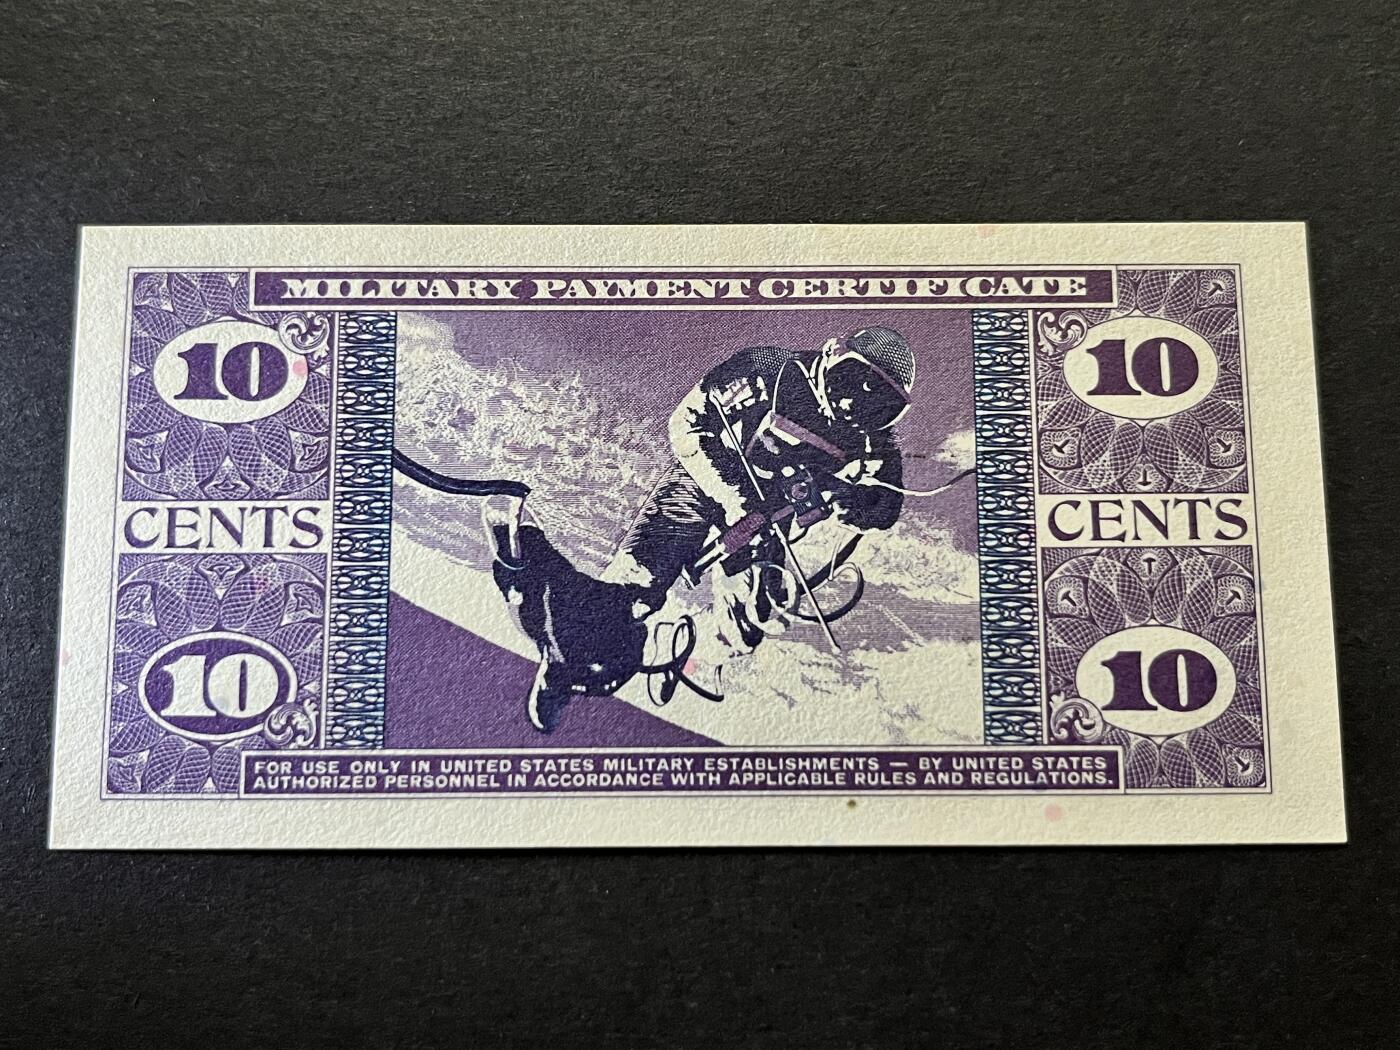 MILITARY PAYMENT CERTIFICATE
10
10
CENTS
CENTS
10
10
FOR USE ONLY IN UNITED STATES MILITARY ESTABLISHMENTS — BY UNITED STATES
AUTHORIZED PERSONNEL IN ACCORDANCE WITH APPLICABLE RULES AND REGULATIONS.